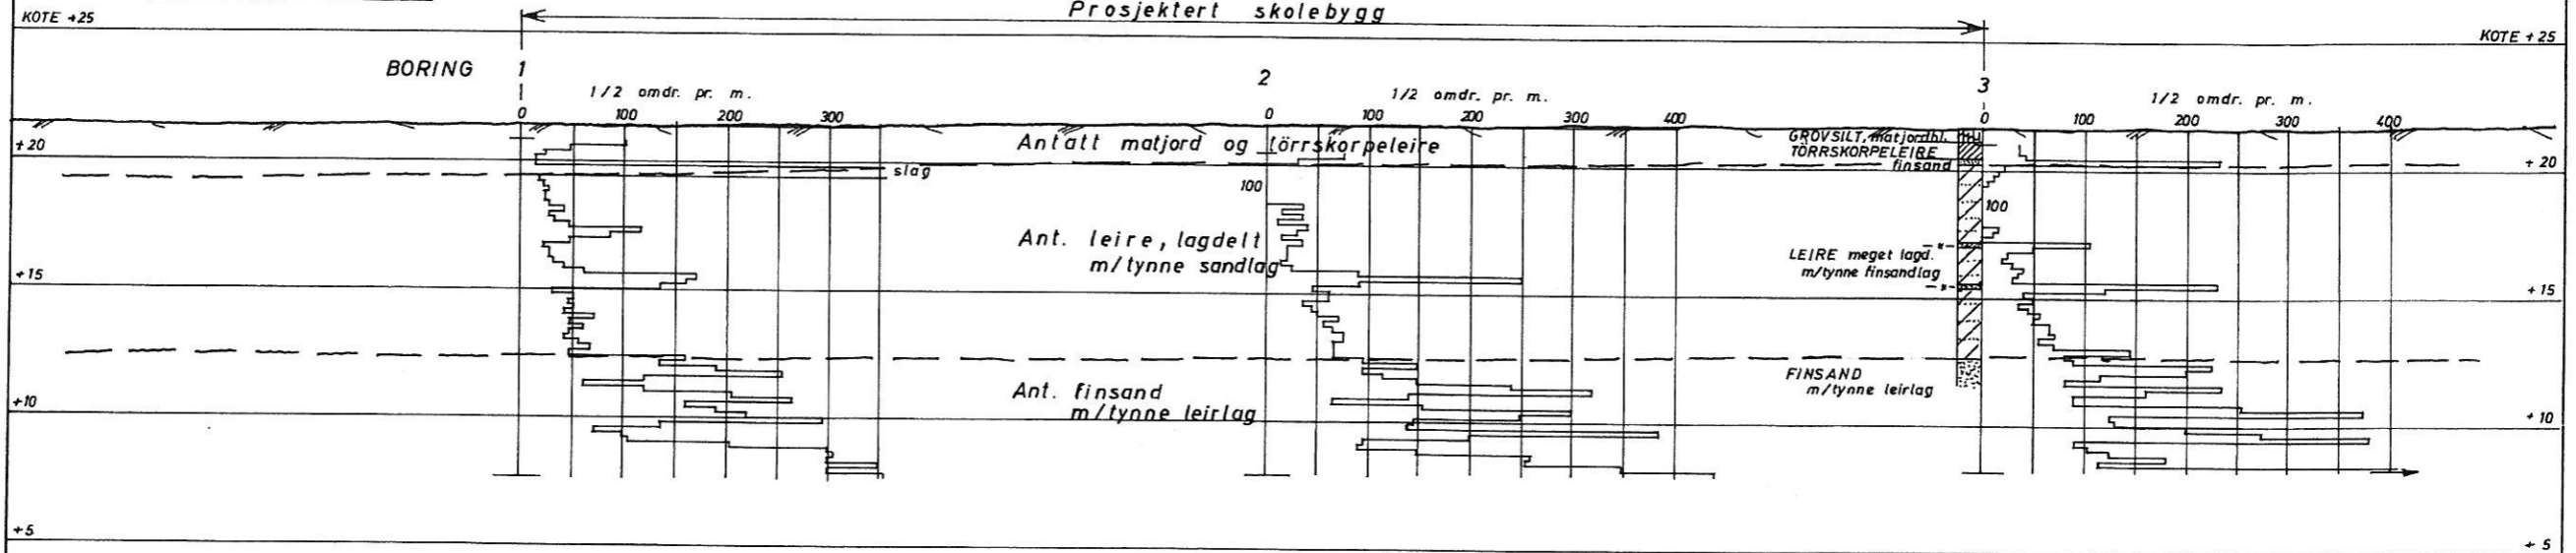 Prosjektert skolebygg
KOTE +25
KOTE +25
BORING 1
2
3
1/2 omdr. pr. m.
1/2 omdr. pr. m.
1/2 omdr. pr. m.
0 100 200 300
0 100 200 300 400
0 100 200 300 400
Antatt matjord og törrskorpeleire
GROVSILT, matjordhl.
TÖRRSKORPELEIRE
finsand
+20
+20
slag
100
100
Ant. leire, lagdelt
m/tynne sandlag
LEIRE meget lagd.
m/tynne finsandlag
+15
+15
Ant. finsand
m/tynne leirlag
FINSAND
m/tynne leirlag
+10
+10
+5
+5